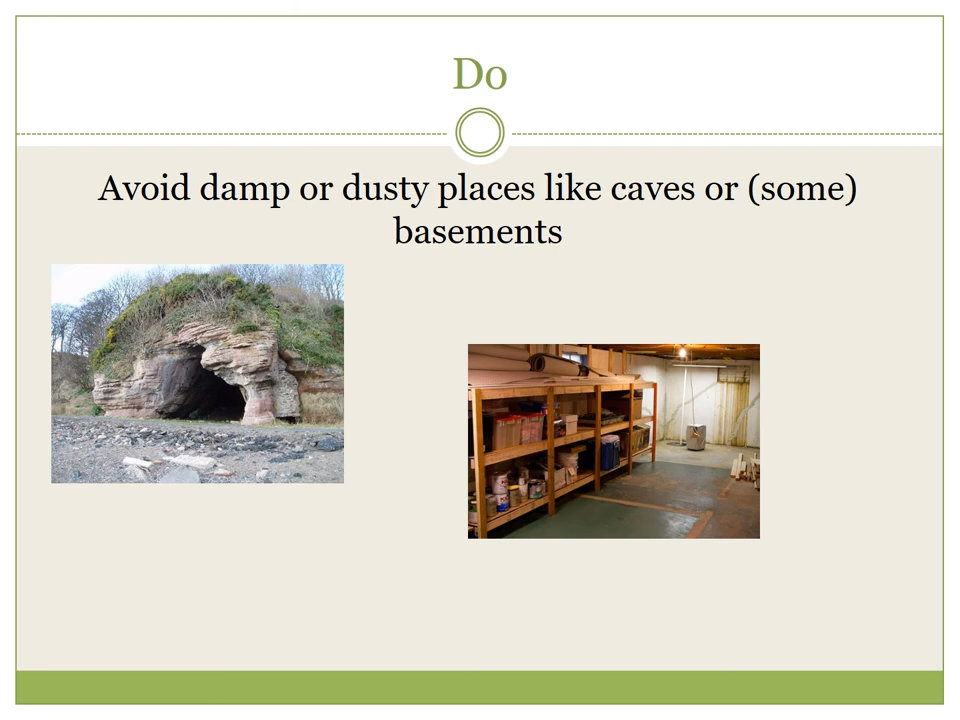 Do
Avoid damp or dusty places like caves or (some)
basements